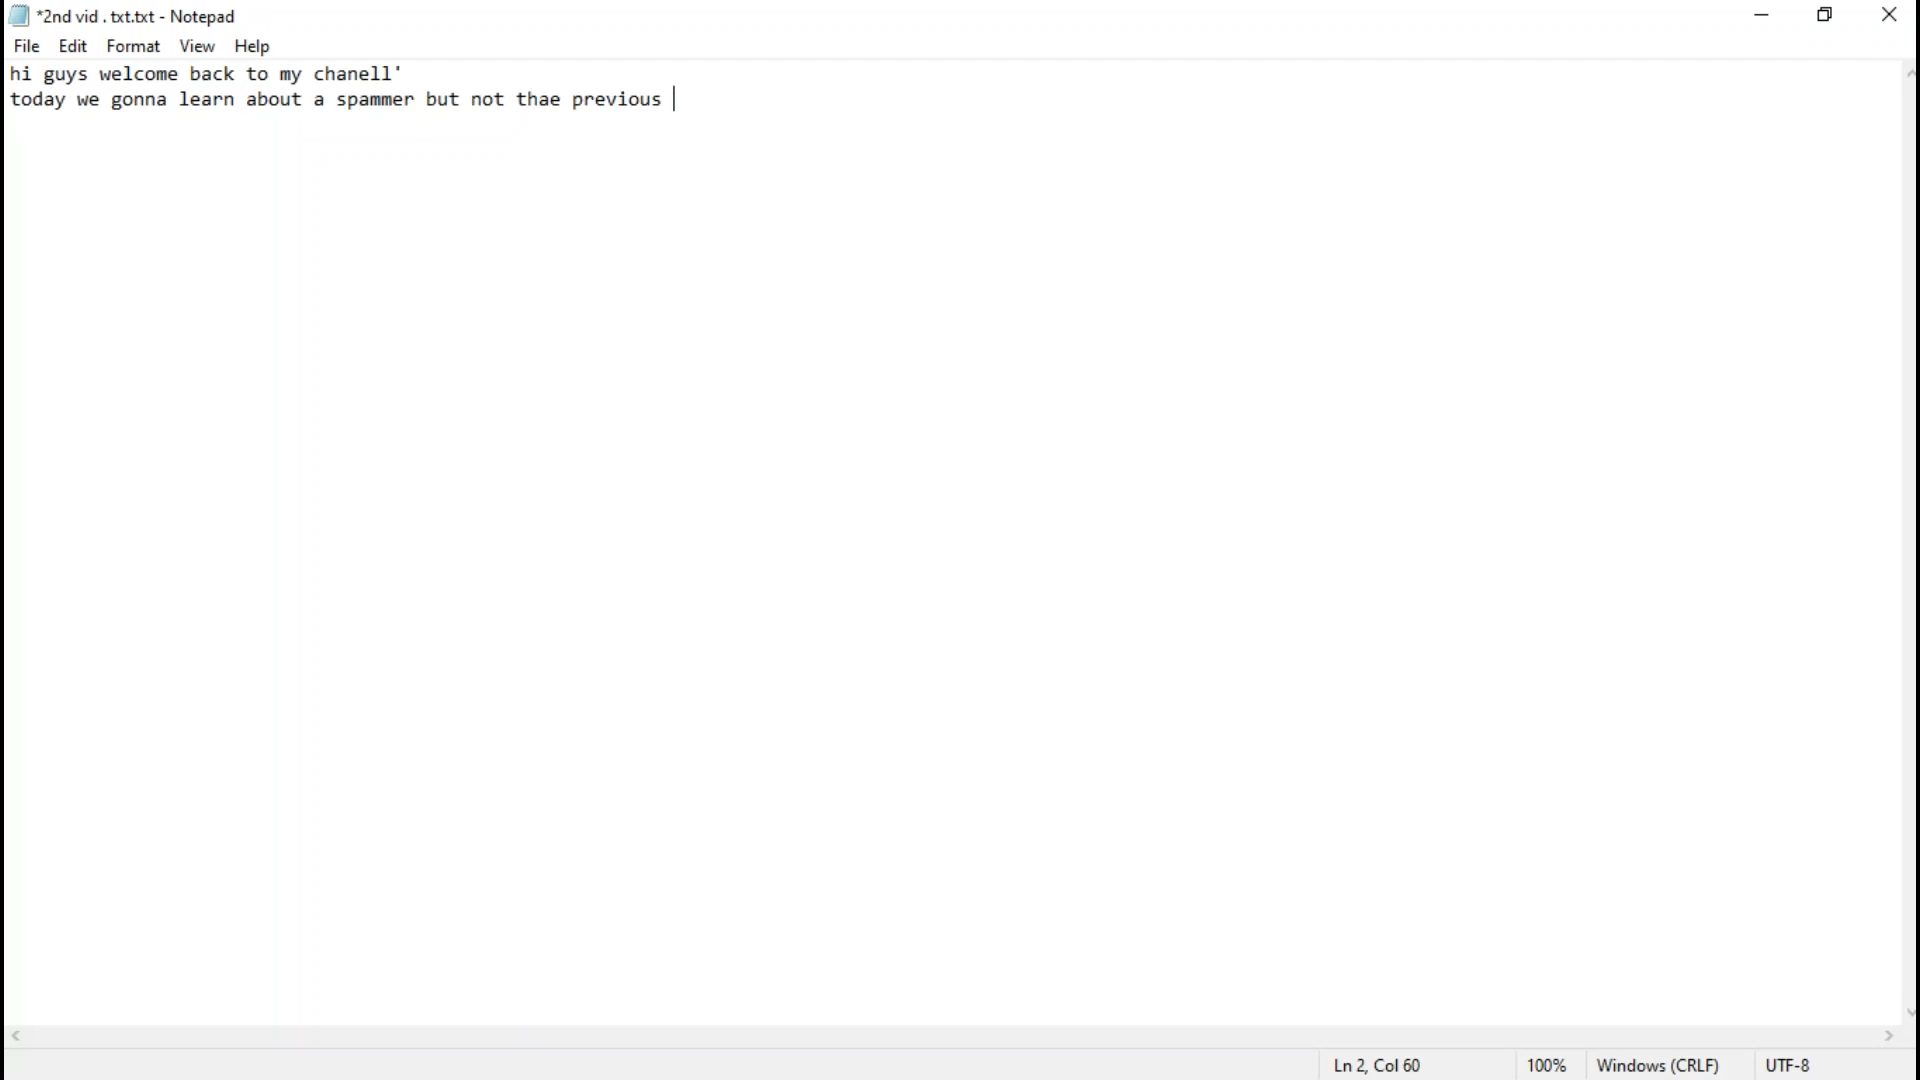 *2nd vid . txt.txt - Notepad
File Edit Format View Help
hi guys welcome back to my chanell'
today we gonna learn about a spammer but not thae previous
Ln 2, Col 60 100% Windows (CRLF) UTF-8